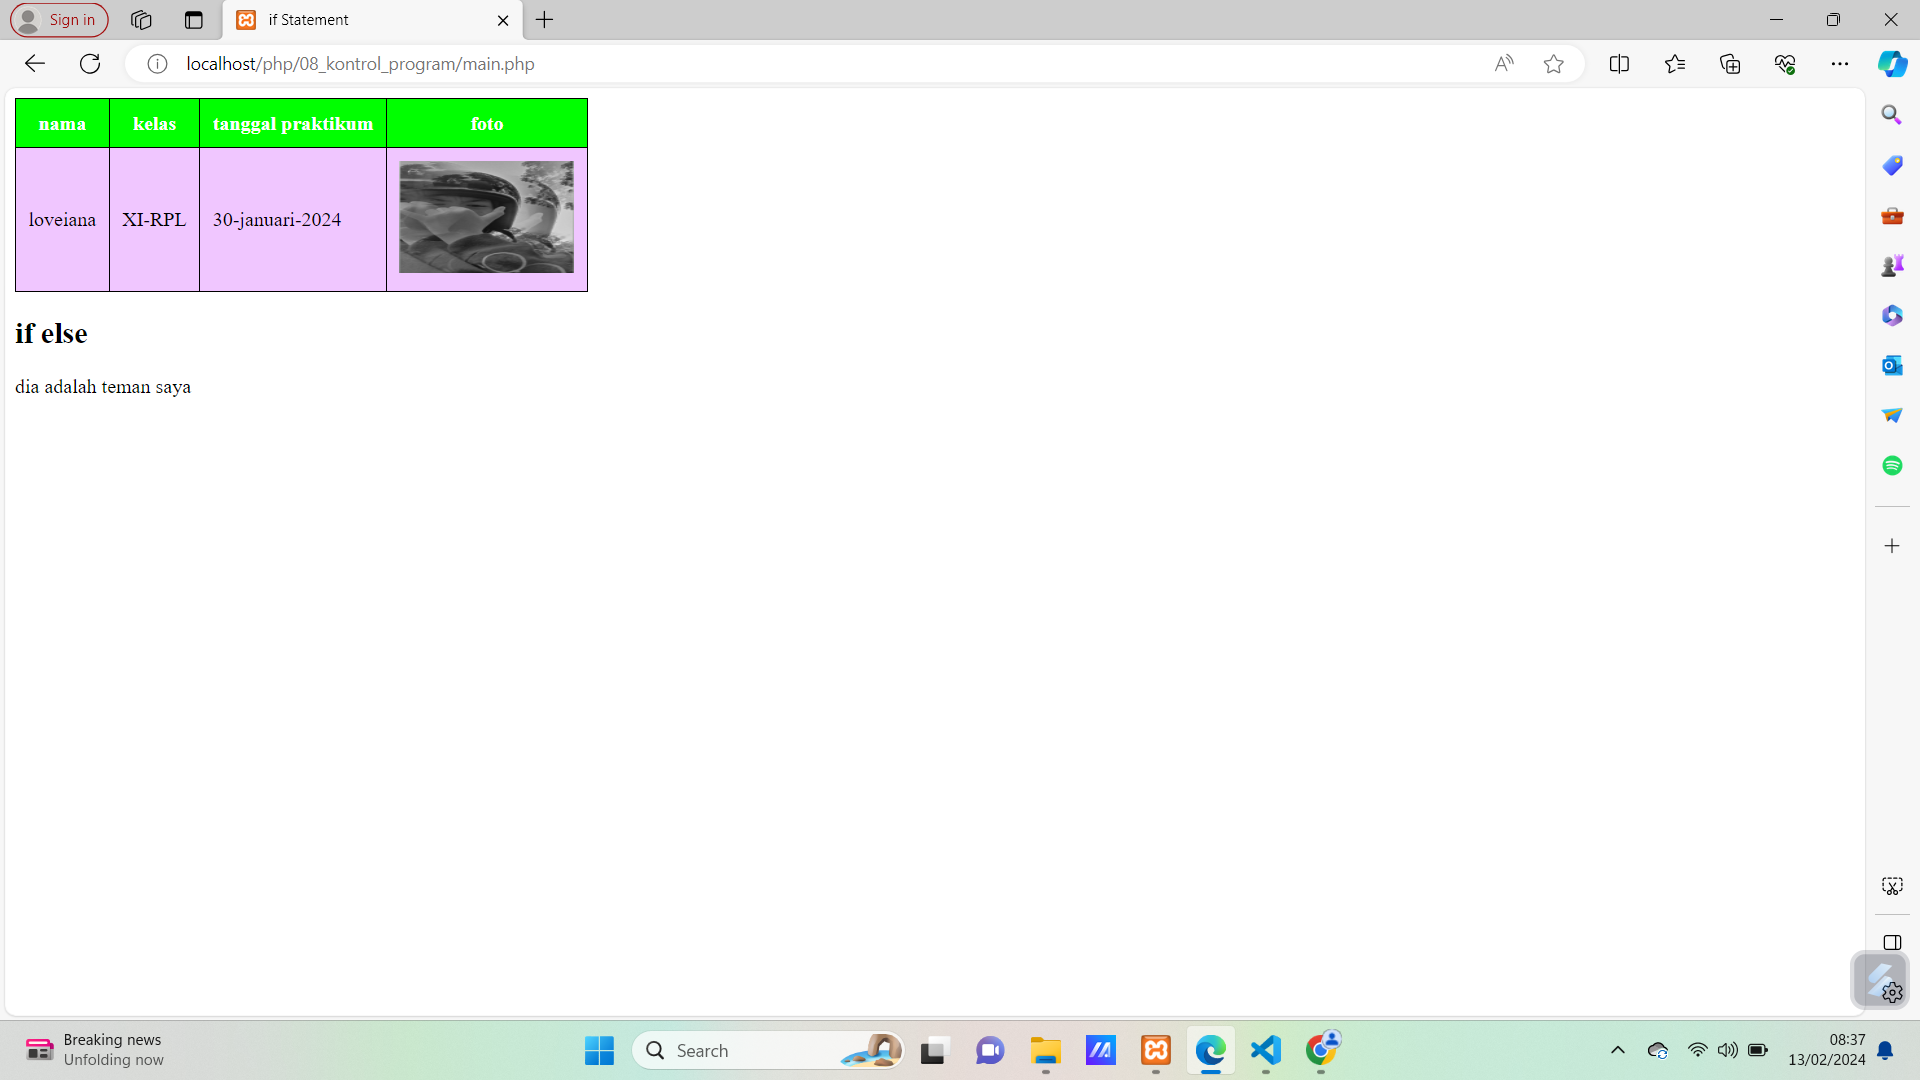 Sign in
if Statement
localhost/php/08_kontrol_program/main.php
nama kelas tanggal praktikum foto
loveiana XI-RPL 30-januari-2024
if else
dia adalah teman saya
Breaking news
Unfolding now
Search
08:37
13/02/2024